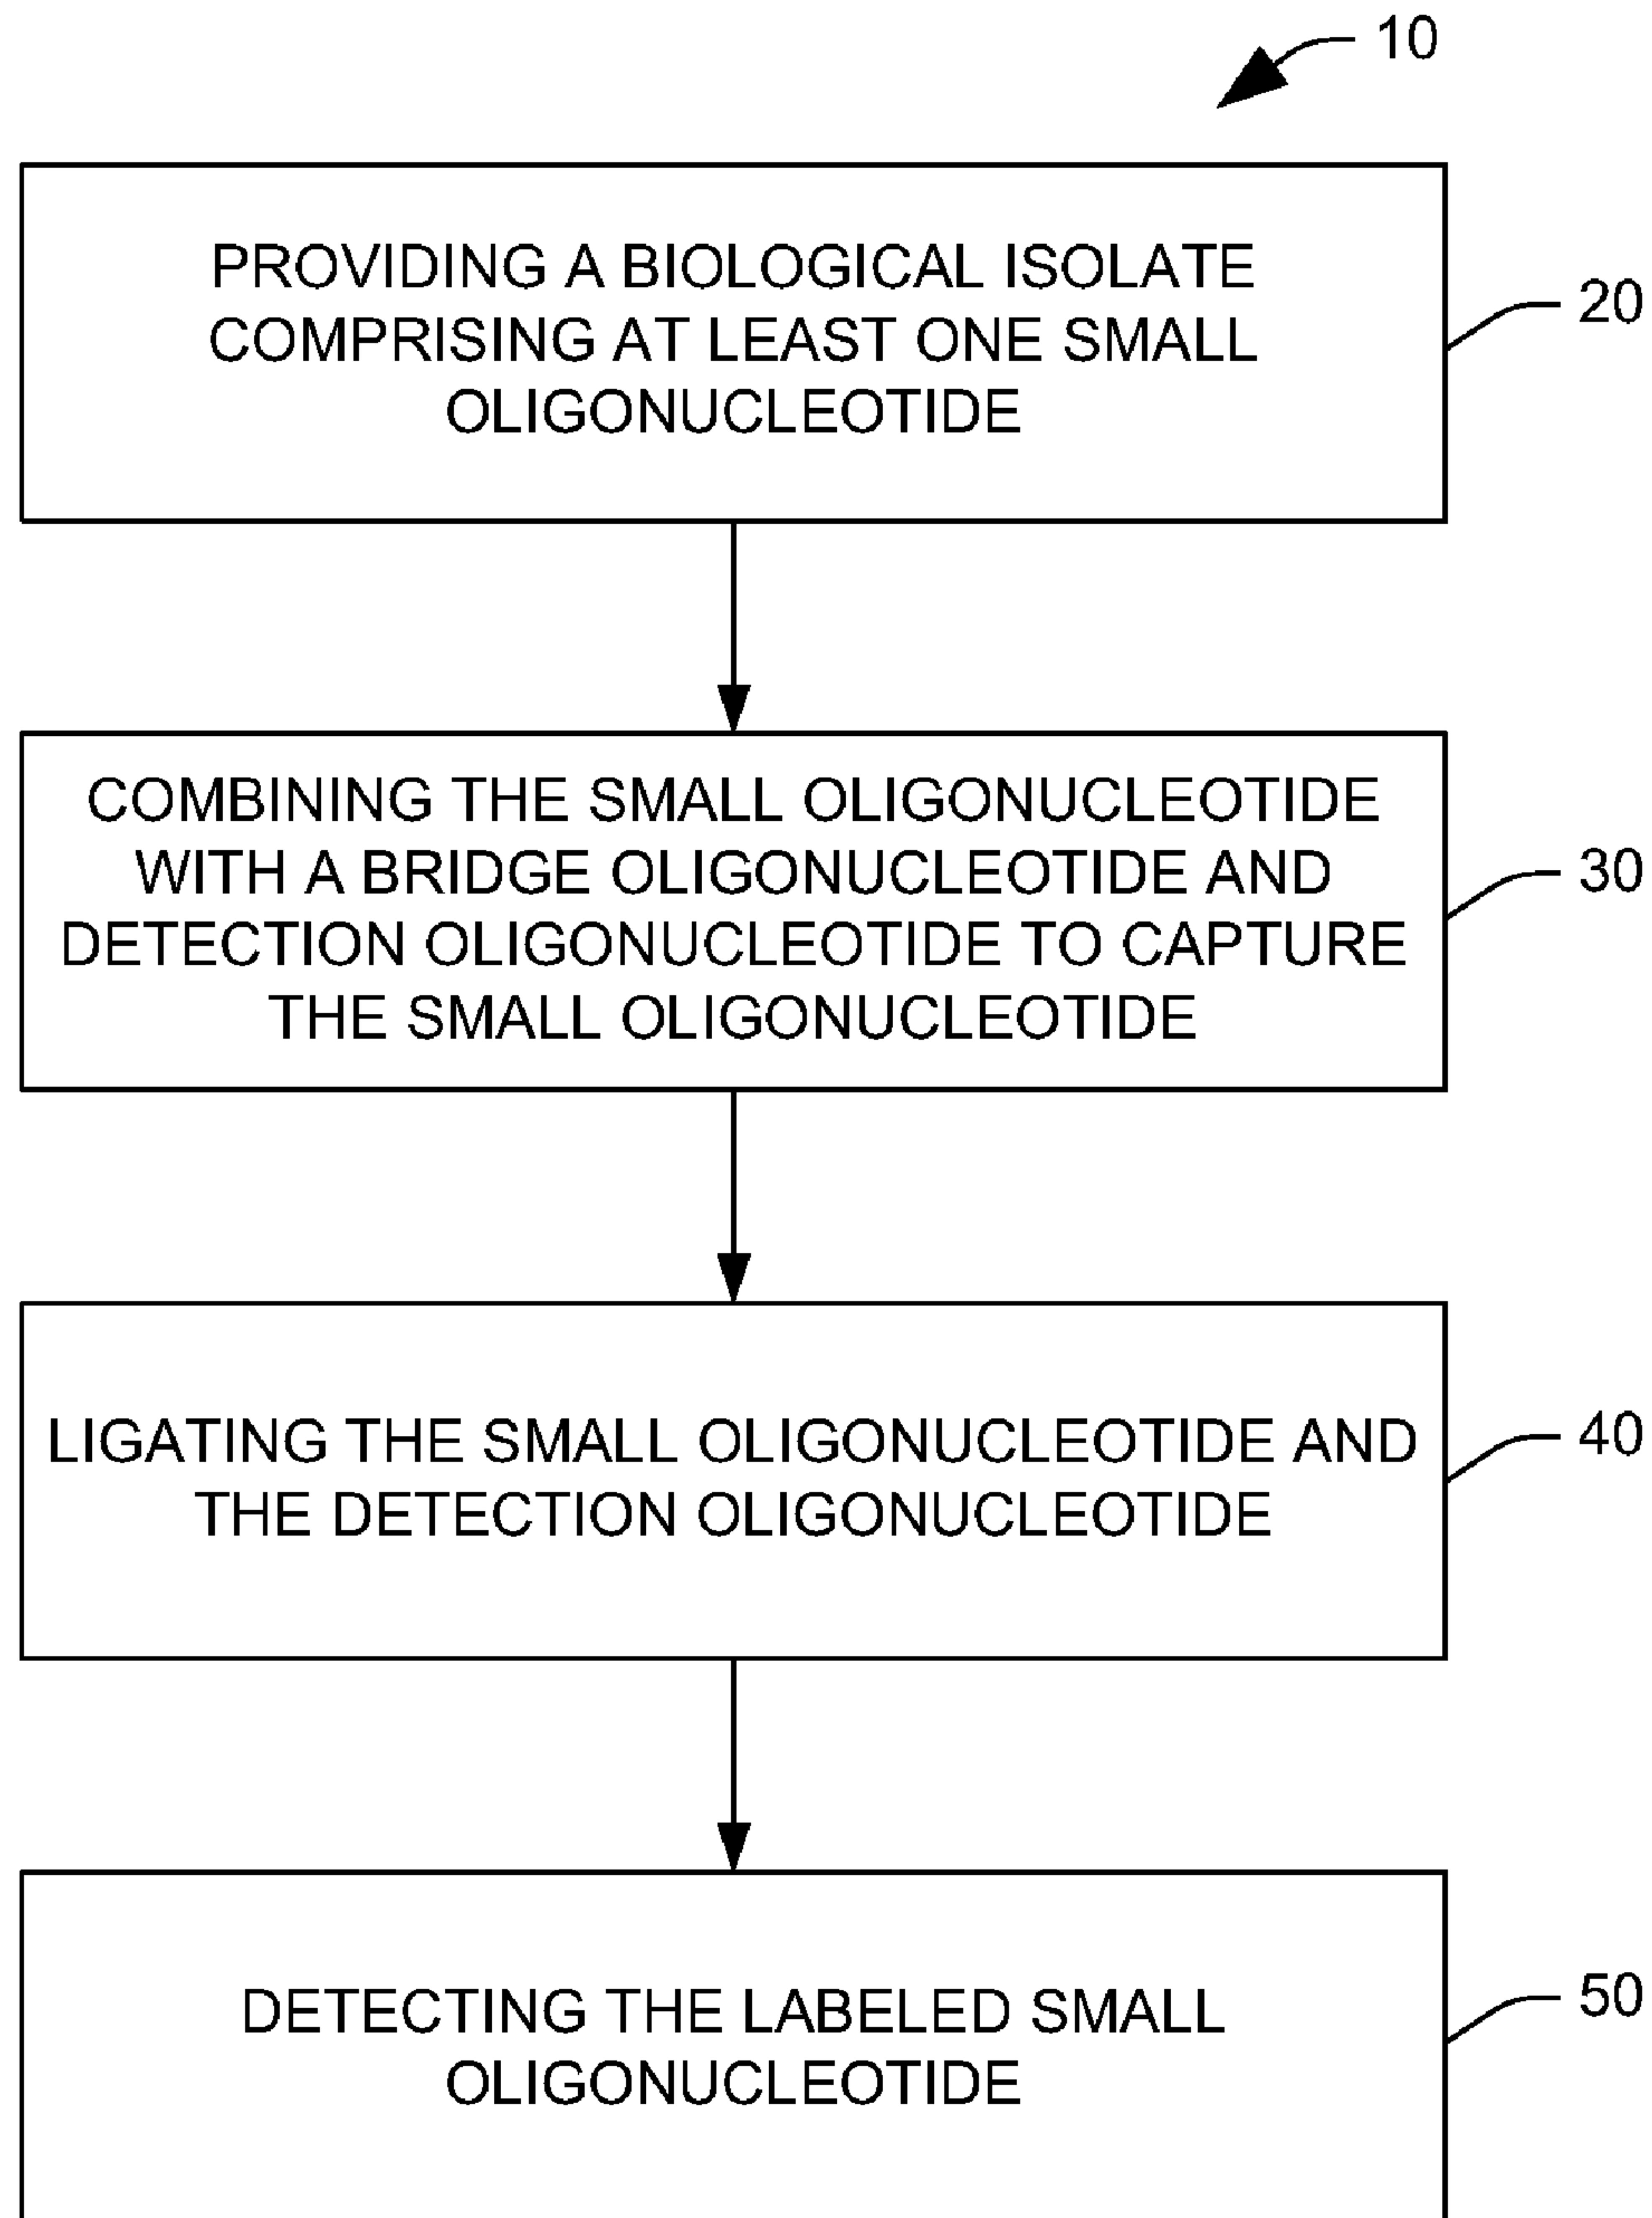 10
PROVIDING A BIOLOGICAL ISOLATE
COMPRISING AT LEAST ONE SMALL
OLIGONUCLEOTIDE
20
COMBINING THE SMALL OLIGONUCLEOTIDE
WITH A BRIDGE OLIGONUCLEOTIDE AND
DETECTION OLIGONUCLEOTIDE TO CAPTURE
THE SMALL OLIGONUCLEOTIDE
30
LIGATING THE SMALL OLIGONUCLEOTIDE AND
THE DETECTION OLIGONUCLEOTIDE
40
DETECTING THE LABELED SMALL
OLIGONUCLEOTIDE
50